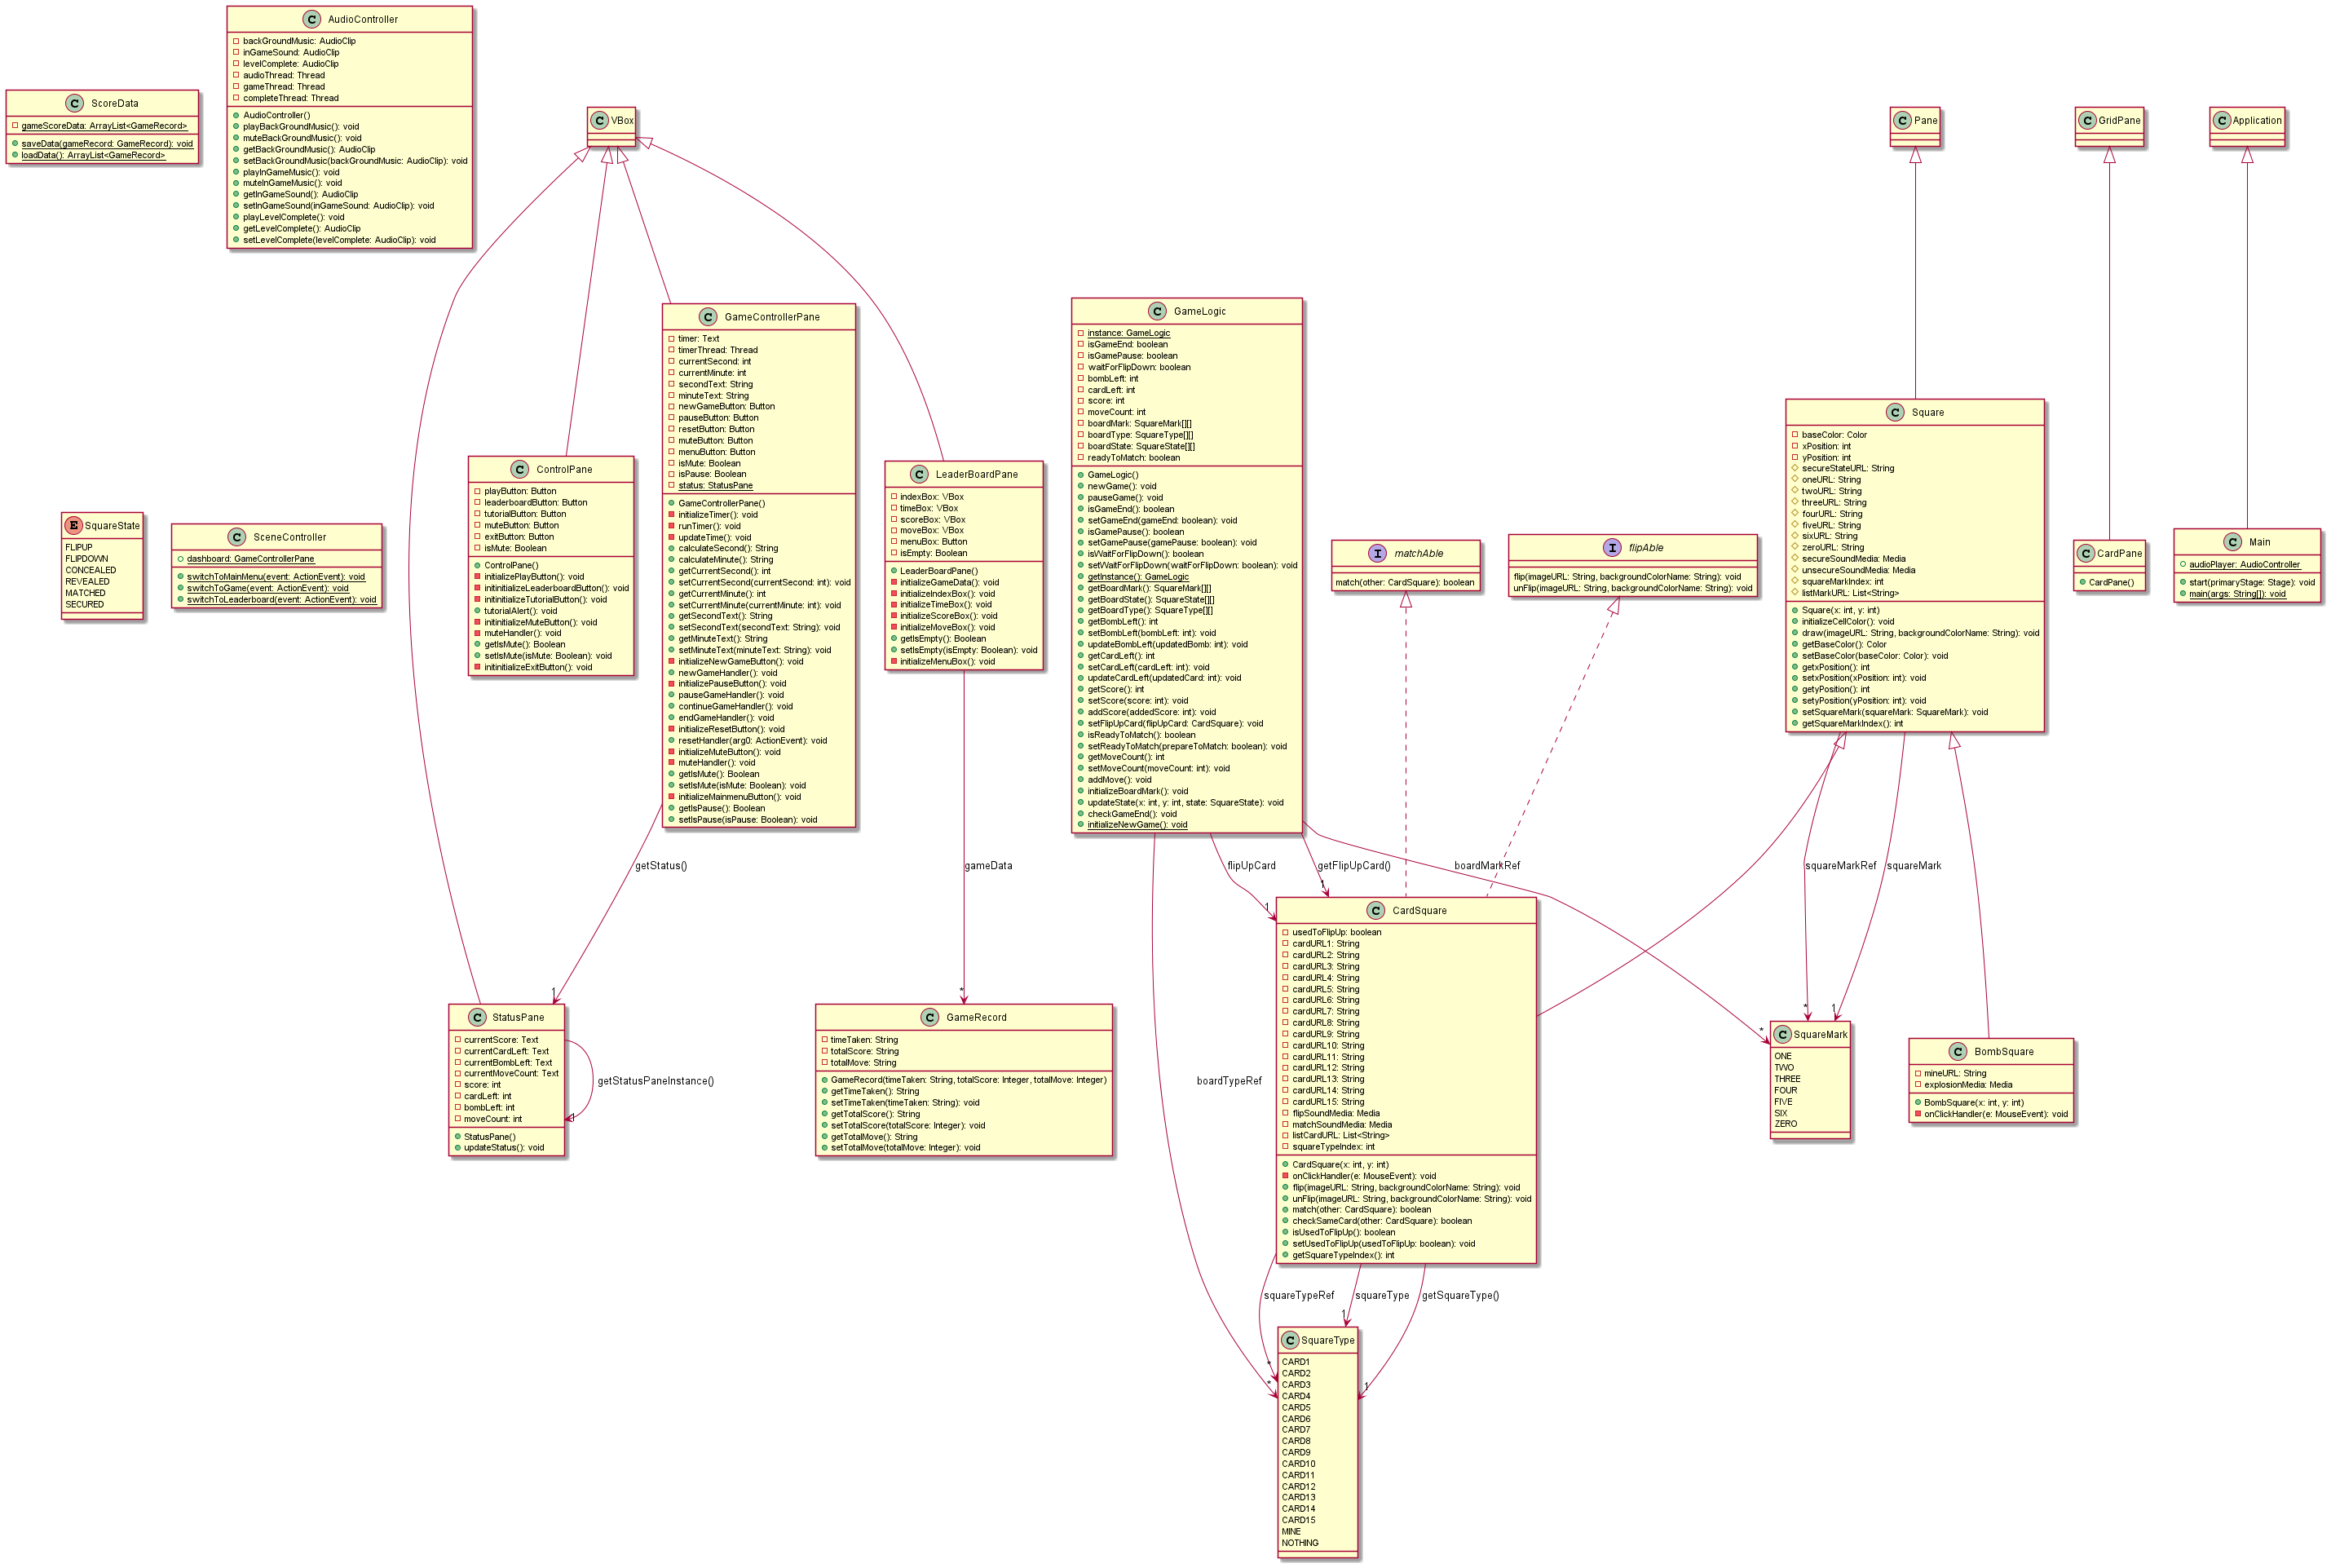 C AudioController
backGroundMusic: AudioClip
inGameSound: AudioClip
levelComplete: AudioClip
audioThread: Thread
gameThread: Thread
completeThread: Thread
AudioController()
playBackGroundMusic(): void
muteBackGroundMusic(): void
getBackGroundMusic(): AudioClip
setBackGroundMusic(backGroundMusic: AudioClip): void
playInGameMusic(): void
muteInGameMusic(): void
getInGameSound(): AudioClip
setInGameSound(inGameSound: AudioClip): void
playLevelComplete(): void
getLevelComplete(): AudioClip
setLevelComplete(levelComplete: AudioClip): void
C ScoreData
gameScoreData: ArrayList<GameRecord>
saveData(gameRecord: GameRecord): void
loadData(): ArrayList<GameRecord>
C VBox
C Pane
C GridPane
C Application
C GameControllerPane
timer: Text
timerThread: Thread
currentSecond: int
currentMinute: int
secondText: String
minuteText: String
newGameButton: Button
pauseButton: Button
resetButton: Button
muteButton: Button
menuButton: Button
isMute: Boolean
isPause: Boolean
status: StatusPane
GameControllerPane()
initializeTimer(): void
runTimer(): void
updateTime(): void
calculateSecond(): String
calculateMinute(): String
getCurrentSecond(): int
setCurrentSecond(currentSecond: int): void
getCurrentMinute(): int
setCurrentMinute(currentMinute: int): void
getSecondText(): String
setSecondText(secondText: String): void
getMinuteText(): String
setMinuteText(minuteText: String): void
initializeNewGameButton(): void
newGameHandler(): void
initializePauseButton(): void
pauseGameHandler(): void
continueGameHandler(): void
endGameHandler(): void
initializeResetButton(): void
resetHandler(arg0: ActionEvent): void
initializeMuteButton(): void
muteHandler(): void
getIsMute(): Boolean
setIsMute(isMute: Boolean): void
initializeMainmenuButton(): void
getIsPause(): Boolean
setIsPause(isPause: Boolean): void
C GameLogic
instance: GameLogic
isGameEnd: boolean
isGamePause: boolean
waitForFlipDown: boolean
bombLeft: int
cardLeft: int
score: int
moveCount: int
boardMark: SquareMark[][]
boardType: SquareType[][]
boardState: SquareState[][]
readyToMatch: boolean
GameLogic()
newGame(): void
pauseGame(): void
isGameEnd(): boolean
setGameEnd(gameEnd: boolean): void
isGamePause(): boolean
setGamePause(gamePause: boolean): void
isWaitForFlipDown(): boolean
setWaitForFlipDown(waitForFlipDown: boolean): void
getInstance(): GameLogic
getBoardMark(): SquareMark[][]
getBoardState(): SquareState[][]
getBoardType(): SquareType[][]
getBombLeft(): int
setBombLeft(bombLeft: int): void
updateBombLeft(updatedBomb: int): void
getCardLeft(): int
setCardLeft(cardLeft: int): void
updateCardLeft(updatedCard: int): void
getScore(): int
setScore(score: int): void
addScore(addedScore: int): void
setFlipUpCard(flipUpCard: CardSquare): void
isReadyToMatch(): boolean
setReadyToMatch(prepareToMatch: boolean): void
getMoveCount(): int
setMoveCount(moveCount: int): void
addMove(): void
initializeBoardMark(): void
updateState(x: int, y: int, state: SquareState): void
checkGameEnd(): void
initializeNewGame(): void
C Square
baseColor: Color
xPosition: int
yPosition: int
secureStateURL: String
oneURL: String
twoURL: String
threeURL: String
fourURL: String
fiveURL: String
sixURL: String
zeroURL: String
secureSoundMedia: Media
unsecureSoundMedia: Media
squareMarkIndex: int
listMarkURL: List<String>
Square(x: int, y: int)
initializeCellColor(): void
draw(imageURL: String, backgroundColorName: String): void
getBaseColor(): Color
setBaseColor(baseColor: Color): void
getxPosition(): int
setxPosition(xPosition: int): void
getyPosition(): int
setyPosition(yPosition: int): void
setSquareMark(squareMark: SquareMark): void
getSquareMarkIndex(): int
C ControlPane
playButton: Button
leaderboardButton: Button
tutorialButton: Button
muteButton: Button
exitButton: Button
isMute: Boolean
ControlPane()
initializePlayButton(): void
initinitializeLeaderboardButton(): void
initinitializeTutorialButton(): void
tutorialAlert(): void
initinitializeMuteButton(): void
muteHandler(): void
getIsMute(): Boolean
setIsMute(isMute: Boolean): void
initinitializeExitButton(): void
C LeaderBoardPane
indexBox: VBox
timeBox: VBox
scoreBox: VBox
moveBox: VBox
menuBox: Button
isEmpty: Boolean
LeaderBoardPane()
initializeGameData(): void
initializeIndexBox(): void
initializeTimeBox(): void
initializeScoreBox(): void
initializeMoveBox(): void
getIsEmpty(): Boolean
setIsEmpty(isEmpty: Boolean): void
initializeMenuBox(): void
E SquareState
FLIPUP
FLIPDOWN
CONCEALED
REVEALED
MATCHED
SECURED
C SceneController
dashboard: GameControllerPane
switchToMainMenu(event: ActionEvent): void
switchToGame(event: ActionEvent): void
switchToLeaderboard(event: ActionEvent): void
I matchAble
match(other: CardSquare): boolean
I flipAble
flip(imageURL: String, backgroundColorName: String): void
unFlip(imageURL: String, backgroundColorName: String): void
C CardPane
CardPane()
C Main
audioPlayer: AudioController
start(primaryStage: Stage): void
main(args: String[]): void
getStatus()
1
gameData
*
flipUpCard
1
getFlipUpCard()
1
boardMarkRef
*
squareMarkRef
*
squareMark
1
C CardSquare
usedToFlipUp: boolean
cardURL1: String
cardURL2: String
cardURL3: String
cardURL4: String
cardURL5: String
cardURL6: String
cardURL7: String
cardURL8: String
cardURL9: String
cardURL10: String
cardURL11: String
cardURL12: String
cardURL13: String
cardURL14: String
cardURL15: String
flipSoundMedia: Media
matchSoundMedia: Media
listCardURL: List<String>
squareTypeIndex: int
CardSquare(x: int, y: int)
onClickHandler(e: MouseEvent): void
flip(imageURL: String, backgroundColorName: String): void
unFlip(imageURL: String, backgroundColorName: String): void
match(other: CardSquare): boolean
checkSameCard(other: CardSquare): boolean
isUsedToFlipUp(): boolean
setUsedToFlipUp(usedToFlipUp: boolean): void
getSquareTypeIndex(): int
C StatusPane
currentScore: Text
currentCardLeft: Text
currentBombLeft: Text
currentMoveCount: Text
score: int
cardLeft: int
bombLeft: int
moveCount: int
StatusPane()
updateStatus(): void
getStatusPaneInstance()
1
C GameRecord
timeTaken: String
totalScore: String
totalMove: String
GameRecord(timeTaken: String, totalScore: Integer, totalMove: Integer)
getTimeTaken(): String
setTimeTaken(timeTaken: String): void
getTotalScore(): String
setTotalScore(totalScore: Integer): void
getTotalMove(): String
setTotalMove(totalMove: Integer): void
boardTypeRef
*
C SquareMark
ONE
TWO
THREE
FOUR
FIVE
SIX
ZERO
C BombSquare
mineURL: String
explosionMedia: Media
BombSquare(x: int, y: int)
onClickHandler(e: MouseEvent): void
squareTypeRef
*
squareType
1
getSquareType()
1
C SquareType
CARD1
CARD2
CARD3
CARD4
CARD5
CARD6
CARD7
CARD8
CARD9
CARD10
CARD11
CARD12
CARD13
CARD14
CARD15
MINE
NOTHING